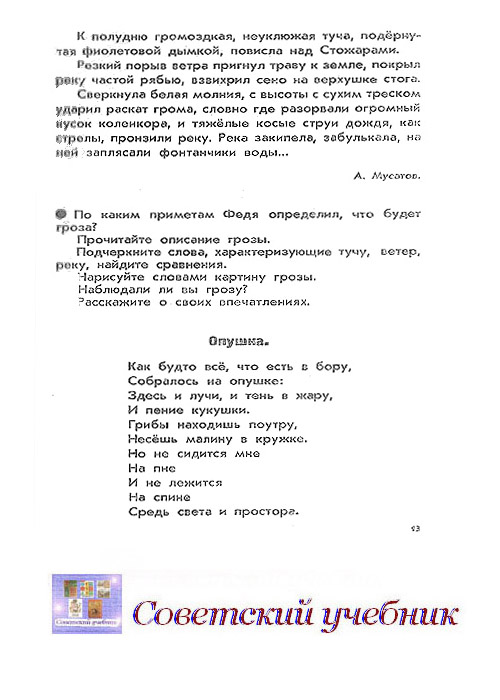 К полудню громоздкая, неуклюжая туча, подёрну-
тая фиолетовой дымкой, повисла над Стожарами.
Резкий порыв ветра пригнул траву к земле, покрыл
реку частой рябью, взвихрил сено на верхушке стога.
Сверкнула белая молния, с высоты с сухим треском
ударил раскат грома, словно где разорвали огромный
кусок коленкора, и тяжёлые косые струи дождя, как
стрелы, пронзили реку. Река закипела, забулькала, на
ней заплясали фонтанчики воды...
А. Мусатов.
По каким приметам Федя определил, что будет
гроза?
Прочитайте описание грозы.
Подчеркните слова, характеризующие тучу, ветер,
реку, найдите сравнения.
Нарисуйте словами картину грозы.
Наблюдали ли вы грозу?
Расскажите о своих впечатлениях.
Опушка.
Как будто всё, что есть в бору,
Собралось на опушке:
Здесь и лучи, и тень в жару,
И пение кукушки.
Грибы находишь поутру,
Несёшь малину в кружке.
Но не сидится мне
На пне
И не лежится
На спине
Средь света и простора.
93
Советский учебник
Советский учебник